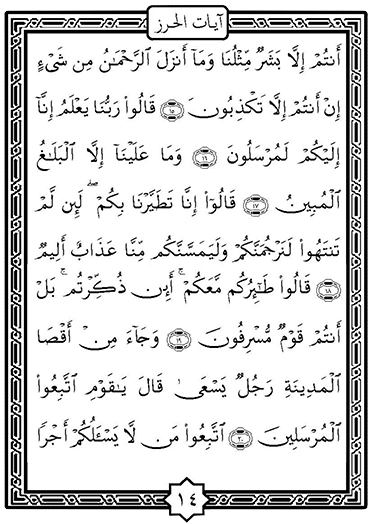 آيات الحرز
أَنتُمْ إِلَّا بَشَرٌ مِّثْلُنَا وَمَآ أَنزَلَ ٱلرَّحْمَٰنُ مِن شَىْءٍ
إِنْ أَنتُمْ إِلَّا تَكْذِبُونَ ١٥ قَالُوا۟ رَبُّنَا يَعْلَمُ إِنَّآ
إِلَيْكُمْ لَمُرْسَلُونَ ١٦ وَمَا عَلَيْنَآ إِلَّا ٱلْبَلَٰغُ
ٱلْمُبِينُ ١٧ قَالُوٓا۟ إِنَّا تَطَيَّرْنَا بِكُمْ ۖ لَئِن لَّمْ
تَنتَهُوا۟ لَنَرْجُمَنَّكُمْ وَلَيَمَسَّنَّكُم مِّنَّا عَذَابٌ أَلِيمٌ
١٨ قَالُوا۟ طَٰٓئِرُكُم مَّعَكُمْ ۚ أَئِن ذُكِّرْتُم ۚ بَلْ
أَنتُمْ قَوْمٌ مُّسْرِفُونَ ١٩ وَجَآءَ مِنْ أَقْصَا
ٱلْمَدِينَةِ رَجُلٌ يَسْعَىٰ قَالَ يَٰقَوْمِ ٱتَّبِعُوا۟
ٱلْمُرْسَلِينَ ٢٠ ٱتَّبِعُوا۟ مَن لَّا يَسْـَٔلُكُمْ أَجْرًا
١٤